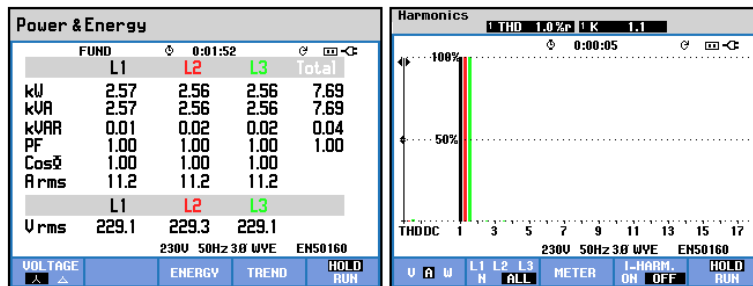 Power & Energy
FUND 0:01:52
L1 L2 L3 Total
kW 2.57 2.56 2.56 7.69
kVA 2.57 2.56 2.56 7.69
kVAR 0.01 0.02 0.02 0.04
PF 1.00 1.00 1.00 1.00
CosΦ 1.00 1.00 1.00
A rms 11.2 11.2 11.2
L1 L2 L3
V rms 229.1 229.3 229.1
230V 50Hz 3Ø WYE EN50160
VOLTAGE ENERGY TREND HOLD RUN
Harmonics
1 THD 1.0%r 1 K 1.1
0:00:05
100%
50%
THDDC 1 3 5 7 9 11 13 15 17
230V 50Hz 3Ø WYE EN50160
V A W L1 L2 L3 N ALL METER I-HARM. ON OFF HOLD RUN